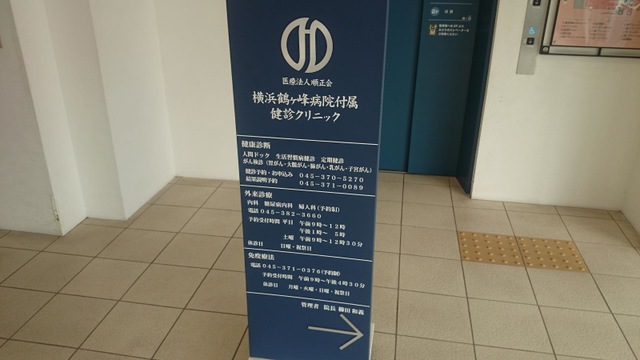 医療法人順正会
横浜鶴ヶ峰病院付属
健診クリニック
健康診断
人間ドック 生活習慣病健診 定期健診
がん検診（胃がん・大腸がん・肺がん・乳がん・子宮がん）
健診予約・お申込み 045-370-5270
結果説明予約 045-371-0089
外来診療
内科 糖尿病内科 婦人科（予約制）
電話 045-382-3660
予約受付時間 平日 午前9時～12時
午後1時～ 5時
土曜 午前9時～12時30分
休診日 日曜・祝祭日
免疫療法
電話 045-371-0376（予約制）
予約受付時間 午前9時～午後4時30分
休診日 月曜・火曜・日曜・祝祭日
管理者 院長 櫛田 和義